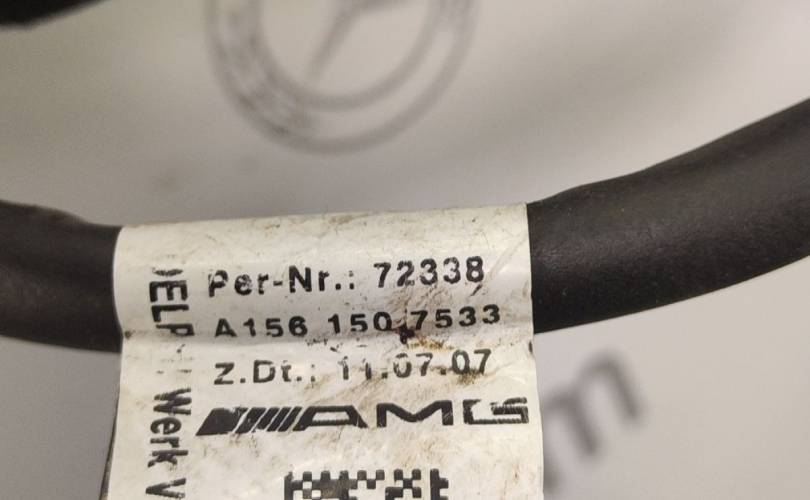 Per-Nr.: 72338
A156 150 7533
z.Dt.: 11.07.07
AMG
Werk